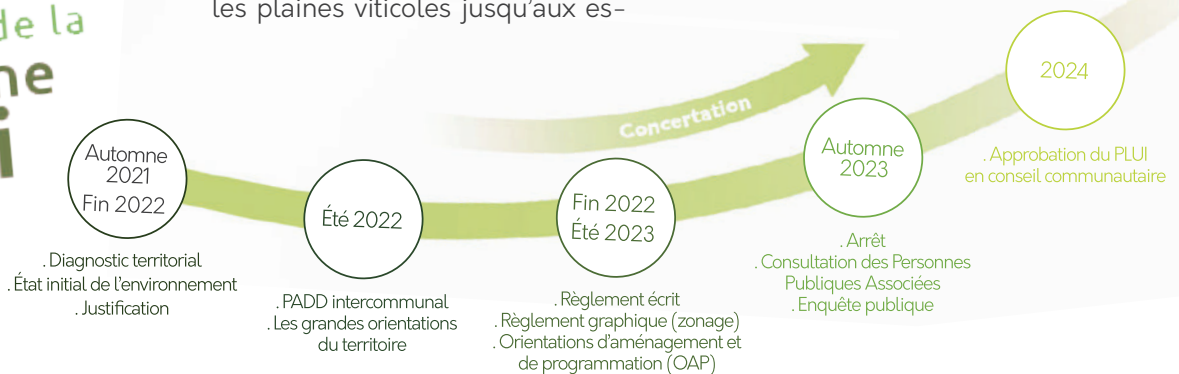 les plaines viticoles jusqu'aux es-
de la
Concertation
Automne
2021
Fin 2022
. Diagnostic territorial
. État initial de l'environnement
. Justification
Été 2022
. PADD intercommunal
. Les grandes orientations
du territoire
Fin 2022
Été 2023
. Règlement écrit
. Règlement graphique (zonage)
. Orientations d'aménagement et
de programmation (OAP)
Automne
2023
. Arrêt
. Consultation des Personnes
Publiques Associées
. Enquête publique
2024
. Approbation du PLUI
en conseil communautaire